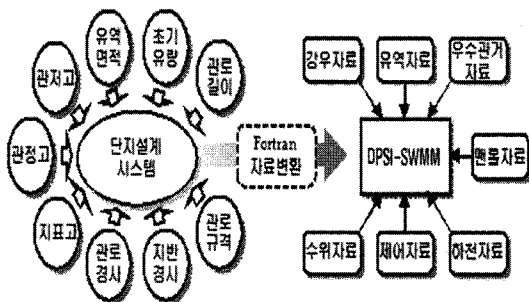 유역
면적
초기
유량
관저고
관로
길이
관정고
단지설계
시스템
지표고
관로
경사
지반
경사
관로
규격
Fortran
자료변환
강우자료
유역자료
우수관거
자료
DPSI-SWMM
맨홀자료
수위자료
제어자료
하천자료